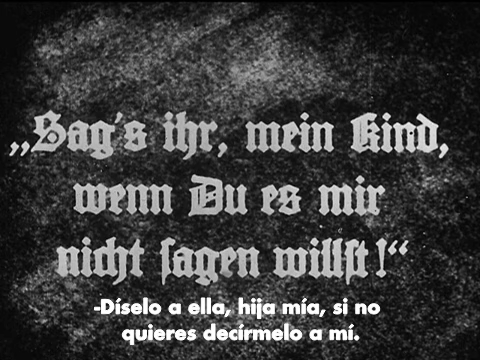 „Sag's ihr, mein Kind,
wenn Du es mir
nicht sagen willst!“
-Díselo a ella, hija mía, si no
quieres decírmelo a mí.